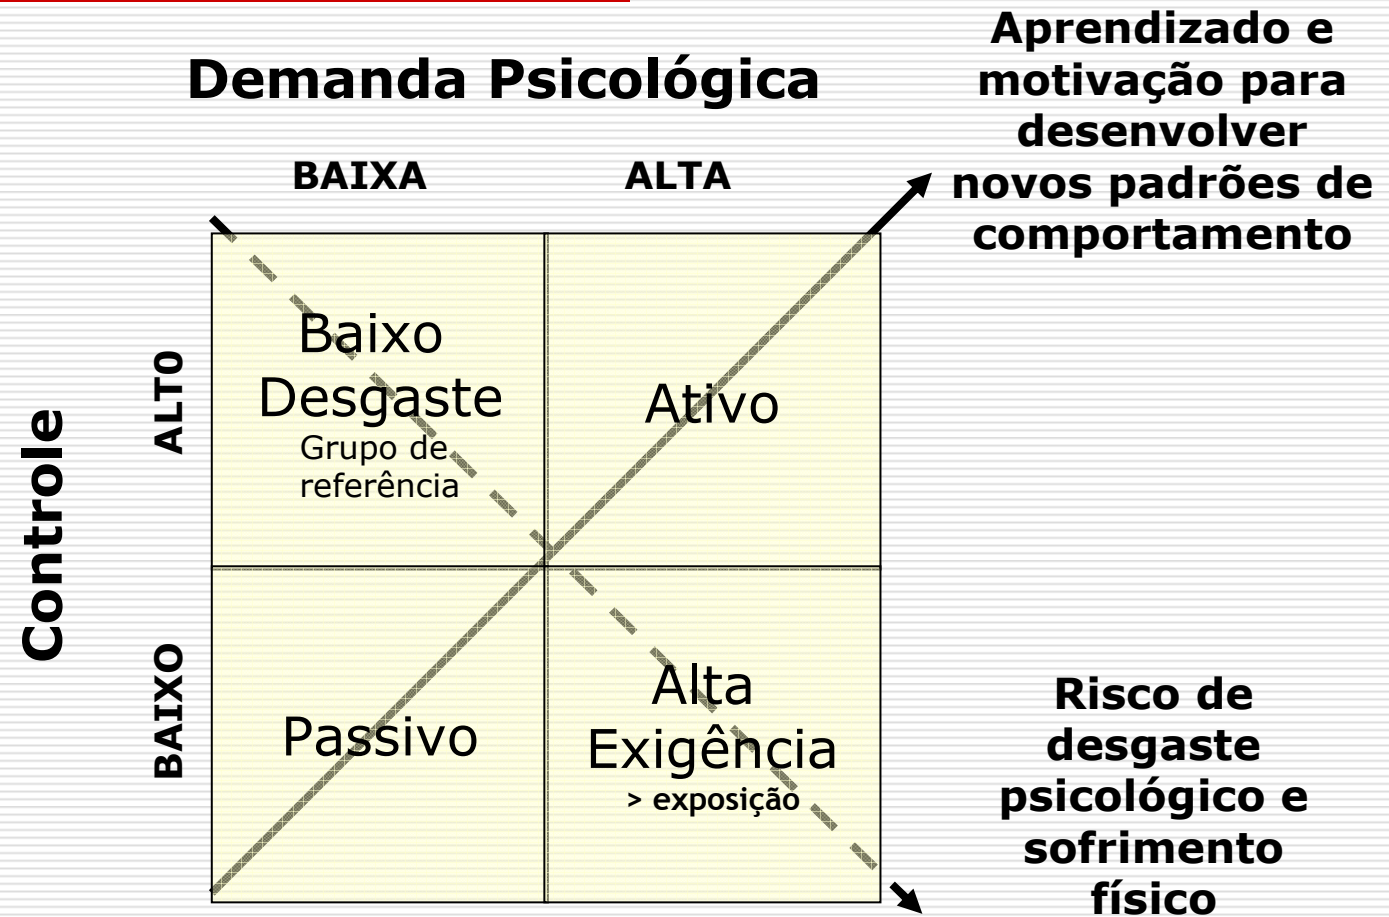 Demanda Psicológica
BAIXA
ALTA
Aprendizado e
motivação para
desenvolver
novos padrões de
comportamento
Controle
ALT0
BAIXO
Baixo
Desgaste
Grupo de
referência
Ativo
Passivo
Alta
Exigência
> exposição
Risco de
desgaste
psicológico e
sofrimento
físico